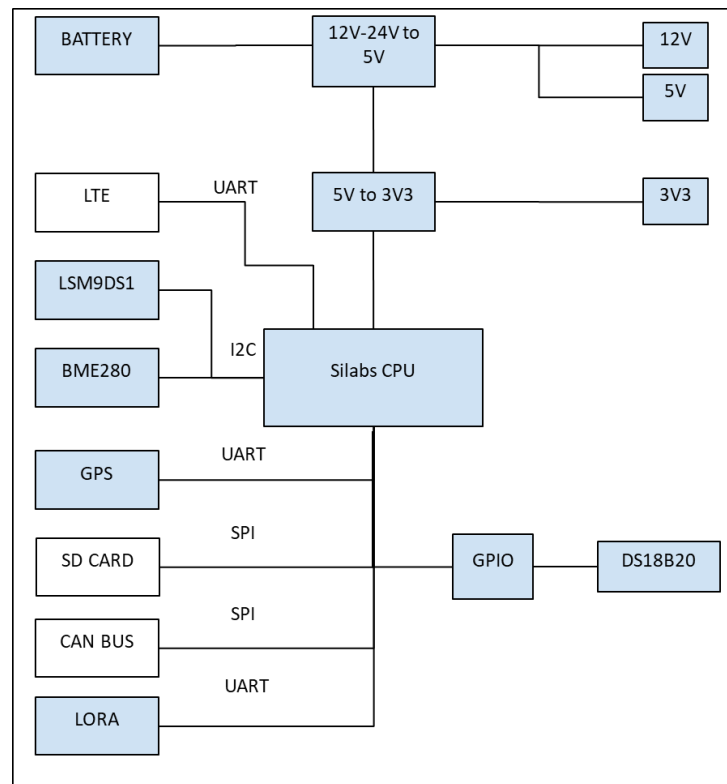 BATTERY
12V-24V to
5V
12V
5V
LTE
UART
5V to 3V3
3V3
LSM9DS1
I2C
BME280
Silabs CPU
GPS
UART
SPI
SD CARD
GPIO
DS18B20
SPI
CAN BUS
UART
LORA